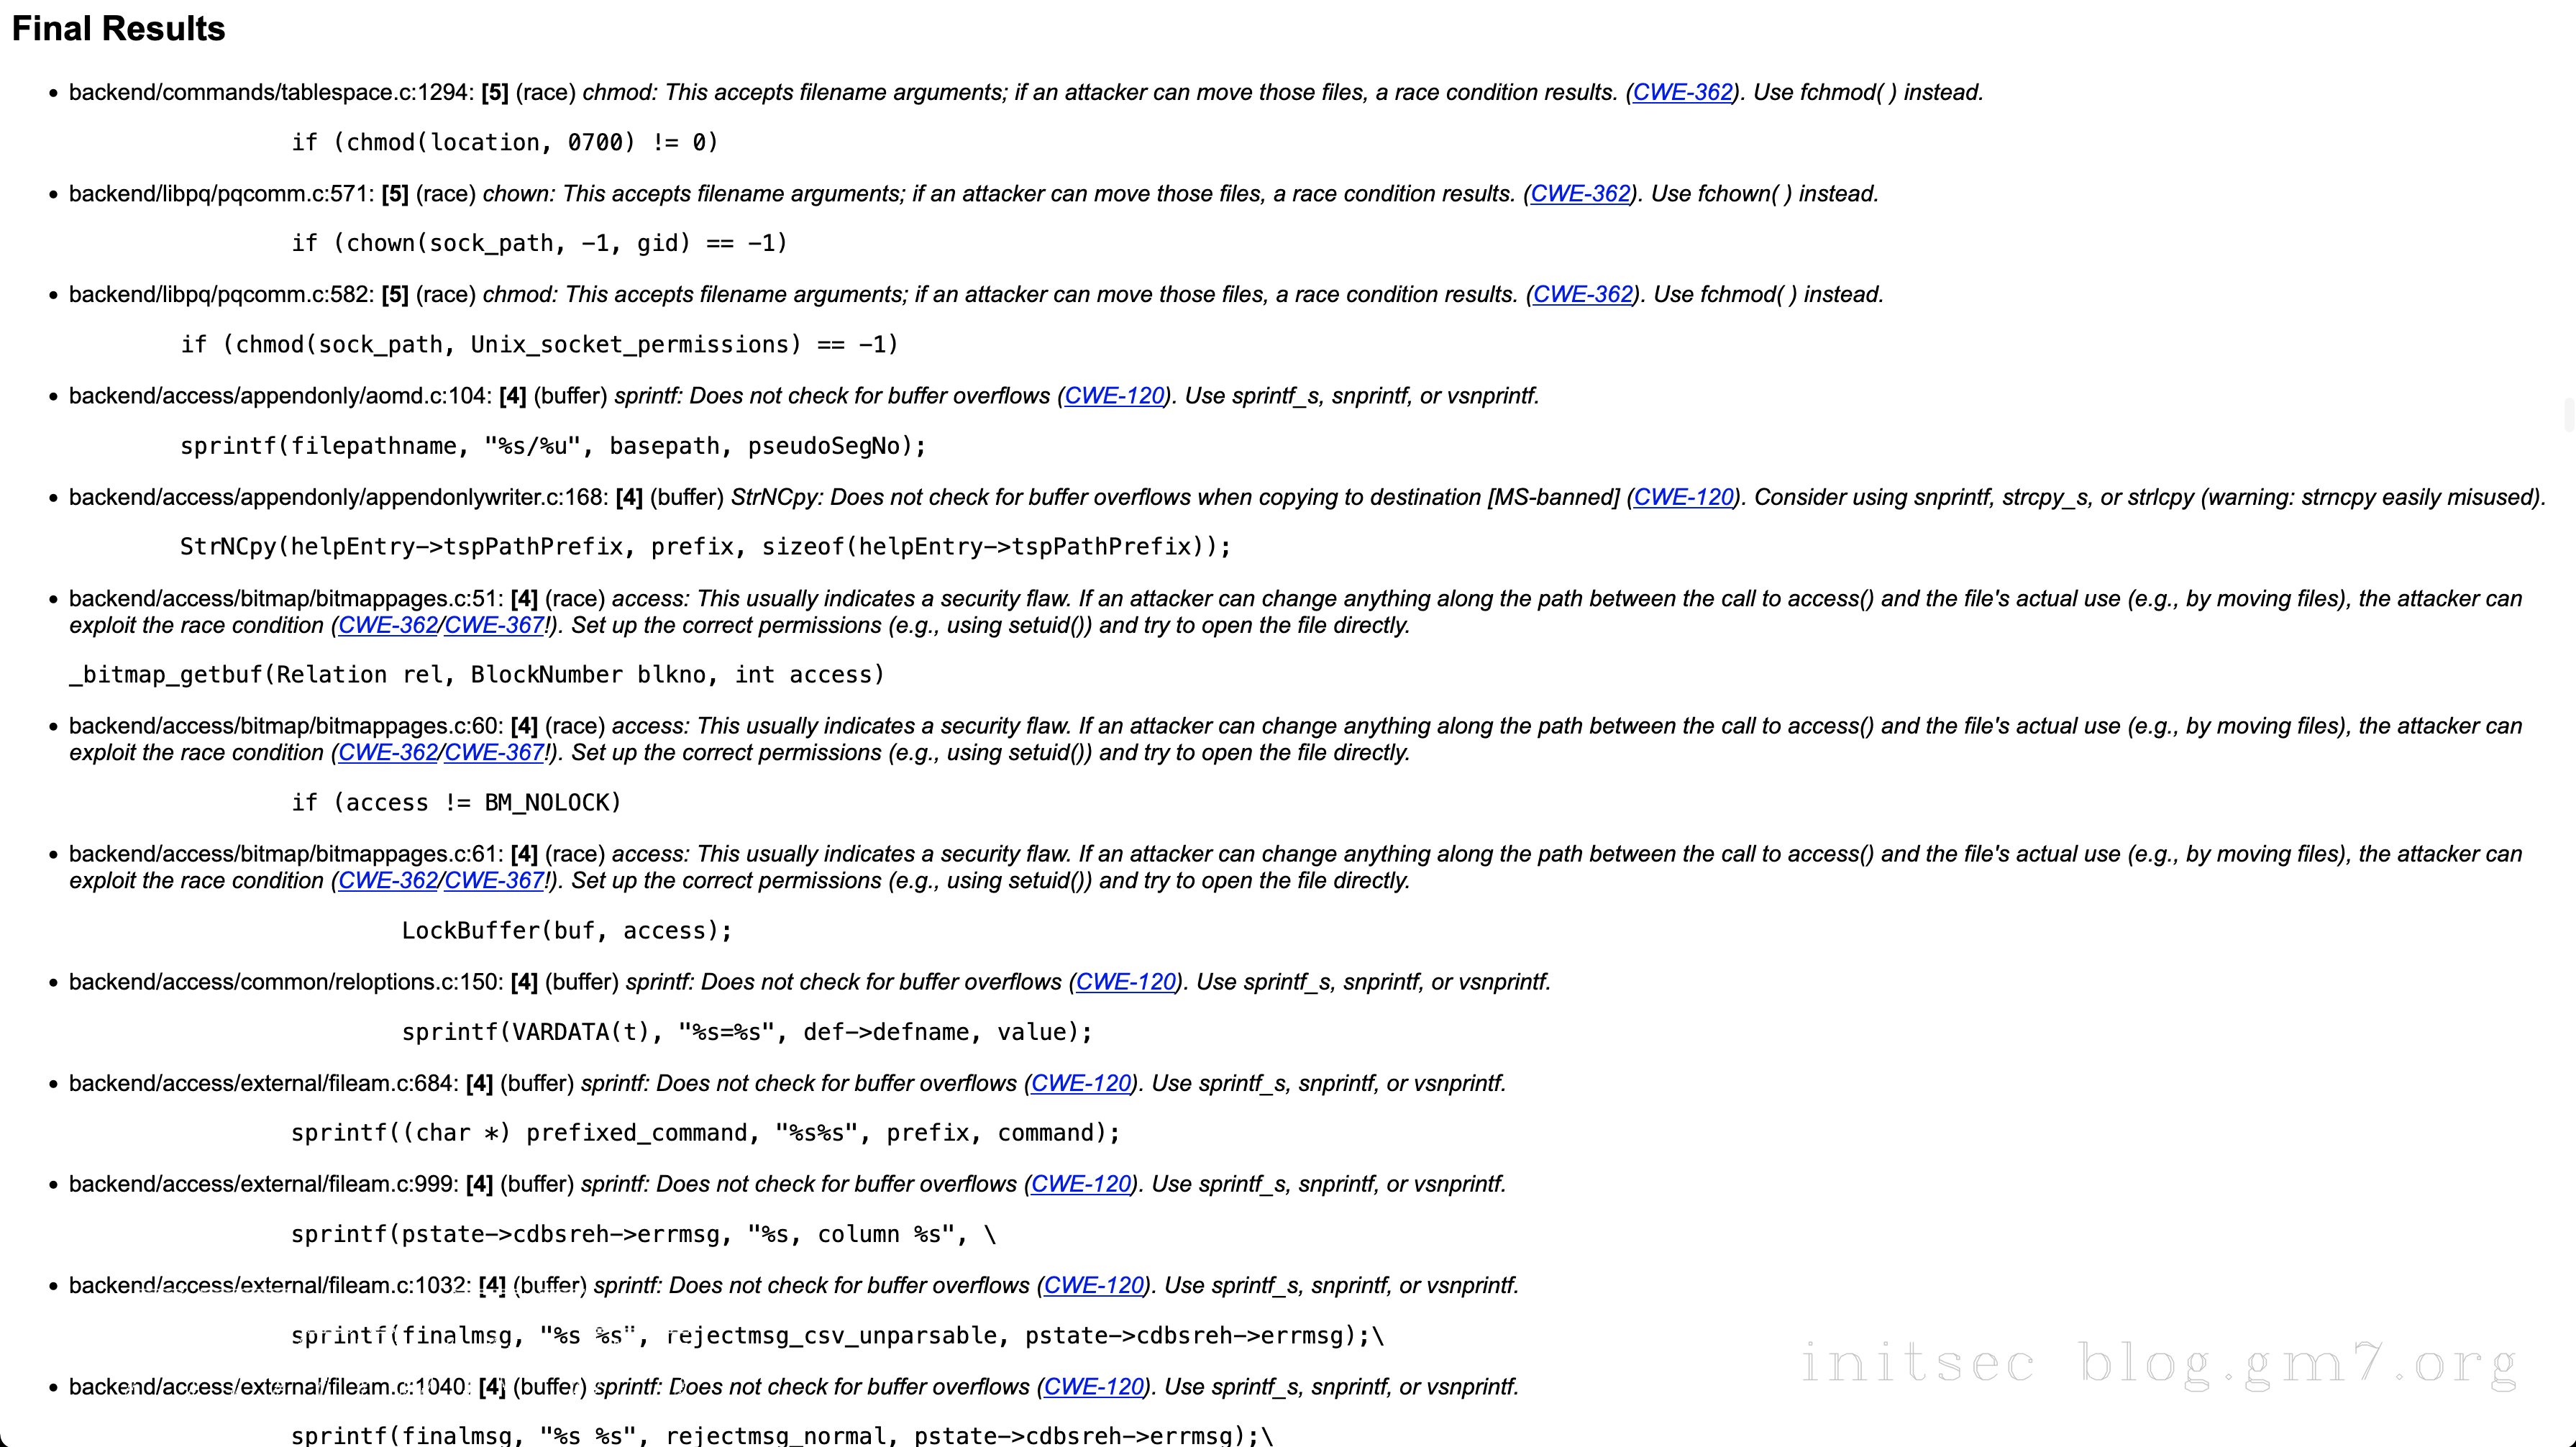 Final Results
• backend/commands/tablespace.c:1294: [5] (race) chmod: This accepts filename arguments; if an attacker can move those files, a race condition results. (CWE-362). Use fchmod( ) instead.
if (chmod(location, 0700) != 0)
• backend/libpq/pqcomm.c:571: [5] (race) chown: This accepts filename arguments; if an attacker can move those files, a race condition results. (CWE-362). Use fchown( ) instead.
if (chown(sock_path, -1, gid) == -1)
• backend/libpq/pqcomm.c:582: [5] (race) chmod: This accepts filename arguments; if an attacker can move those files, a race condition results. (CWE-362). Use fchmod( ) instead.
if (chmod(sock_path, Unix_socket_permissions) == -1)
• backend/access/appendonly/aomd.c:104: [4] (buffer) sprintf: Does not check for buffer overflows (CWE-120). Use sprintf_s, snprintf, or vsnprintf.
sprintf(filepathname, "%s/%u", basepath, pseudoSegNo);
• backend/access/appendonly/appendonlywriter.c:168: [4] (buffer) StrNCpy: Does not check for buffer overflows when copying to destination [MS-banned] (CWE-120). Consider using snprintf, strcpy_s, or strlcpy (warning: strncpy easily misused).
StrNCpy(helpEntry->tspPathPrefix, prefix, sizeof(helpEntry->tspPathPrefix));
• backend/access/bitmap/bitmappages.c:51: [4] (race) access: This usually indicates a security flaw. If an attacker can change anything along the path between the call to access() and the file's actual use (e.g., by moving files), the attacker can
exploit the race condition (CWE-362/CWE-367!). Set up the correct permissions (e.g., using setuid()) and try to open the file directly.
_bitmap_getbuf(Relation rel, BlockNumber blkno, int access)
• backend/access/bitmap/bitmappages.c:60: [4] (race) access: This usually indicates a security flaw. If an attacker can change anything along the path between the call to access() and the file's actual use (e.g., by moving files), the attacker can
exploit the race condition (CWE-362/CWE-367!). Set up the correct permissions (e.g., using setuid()) and try to open the file directly.
if (access != BM_NOLOCK)
• backend/access/bitmap/bitmappages.c:61: [4] (race) access: This usually indicates a security flaw. If an attacker can change anything along the path between the call to access() and the file's actual use (e.g., by moving files), the attacker can
exploit the race condition (CWE-362/CWE-367!). Set up the correct permissions (e.g., using setuid()) and try to open the file directly.
LockBuffer(buf, access);
• backend/access/common/reloptions.c:150: [4] (buffer) sprintf: Does not check for buffer overflows (CWE-120). Use sprintf_s, snprintf, or vsnprintf.
sprintf(VARDATA(t), "%s=%s", def->defname, value);
• backend/access/external/fileam.c:684: [4] (buffer) sprintf: Does not check for buffer overflows (CWE-120). Use sprintf_s, snprintf, or vsnprintf.
sprintf((char *) prefixed_command, "%s%s", prefix, command);
• backend/access/external/fileam.c:999: [4] (buffer) sprintf: Does not check for buffer overflows (CWE-120). Use sprintf_s, snprintf, or vsnprintf.
sprintf(pstate->cdbsreh->errmsg, "%s, column %s", \
• backend/access/external/fileam.c:1032: [4] (buffer) sprintf: Does not check for buffer overflows (CWE-120). Use sprintf_s, snprintf, or vsnprintf.
sprintf(finalmsg, "%s %s", rejectmsg_csv_unparsable, pstate->cdbsreh->errmsg);\
• backend/access/external/fileam.c:1040: [4] (buffer) sprintf: Does not check for buffer overflows (CWE-120). Use sprintf_s, snprintf, or vsnprintf.
sprintf(finalmsg, "%s %s", rejectmsg_normal, pstate->cdbsreh->errmsg);\
initsec blog.gm7.org